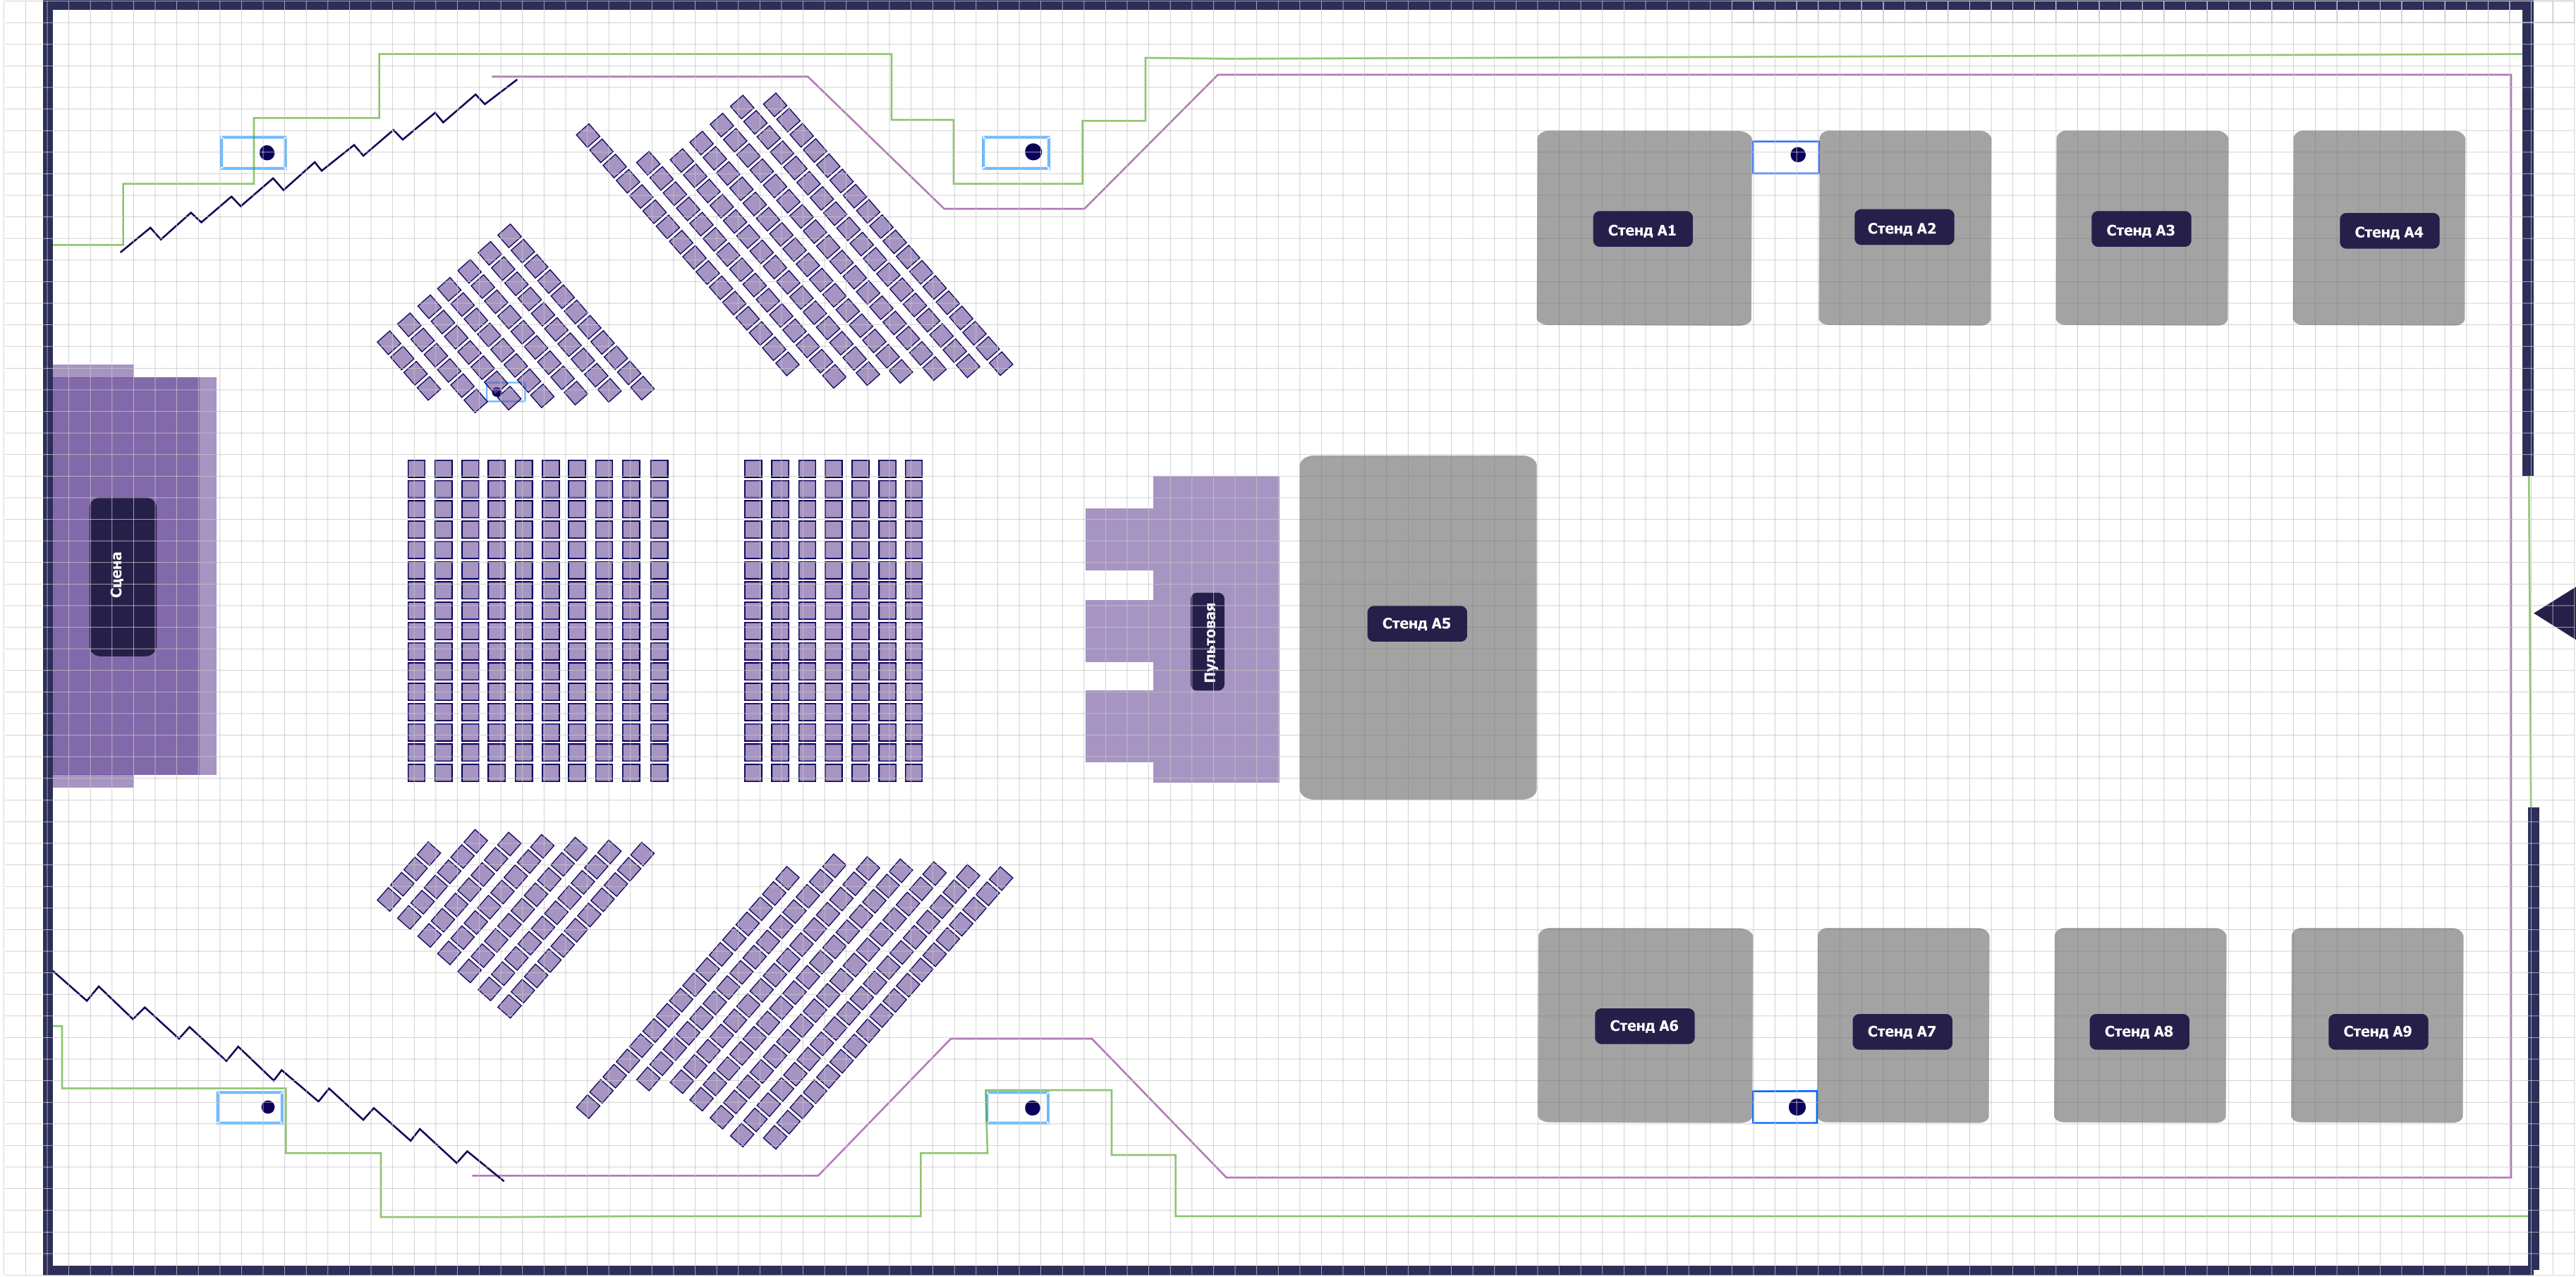 Стенд А1
Стенд А2
Стенд А3
Стенд А4
Сцена
Пультовая
Стенд А5
Стенд А6
Стенд А7
Стенд А8
Стенд А9